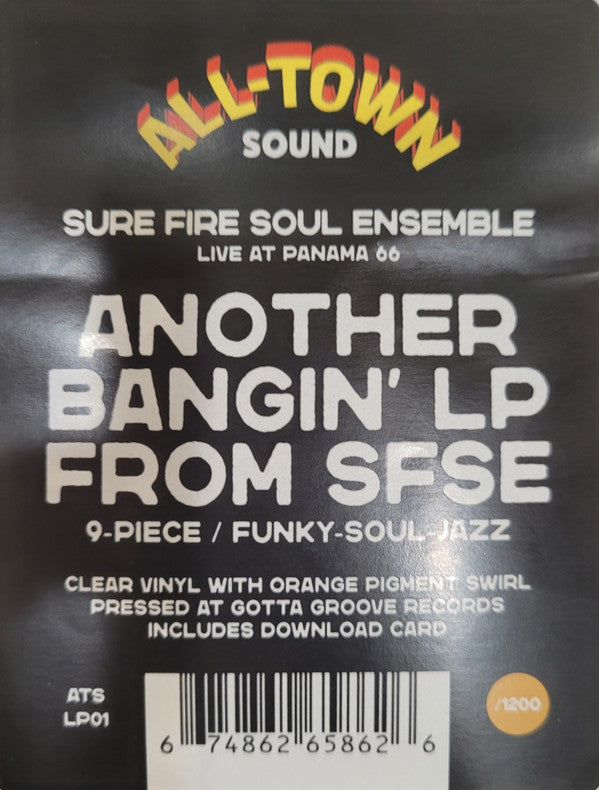 ALL-TOWN
SOUND
SURE FIRE SOUL ENSEMBLE
LIVE AT PANAMA 66
ANOTHER
BANGIN' LP
FROM SFSE
9-PIECE / FUNKY-SOUL-JAZZ
CLEAR VINYL WITH ORANGE PIGMENT SWIRL
PRESSED AT GOTTA GROOVE RECORDS
INCLUDES DOWNLOAD CARD
ATS
LP01
/1200
6 74862 65862 6